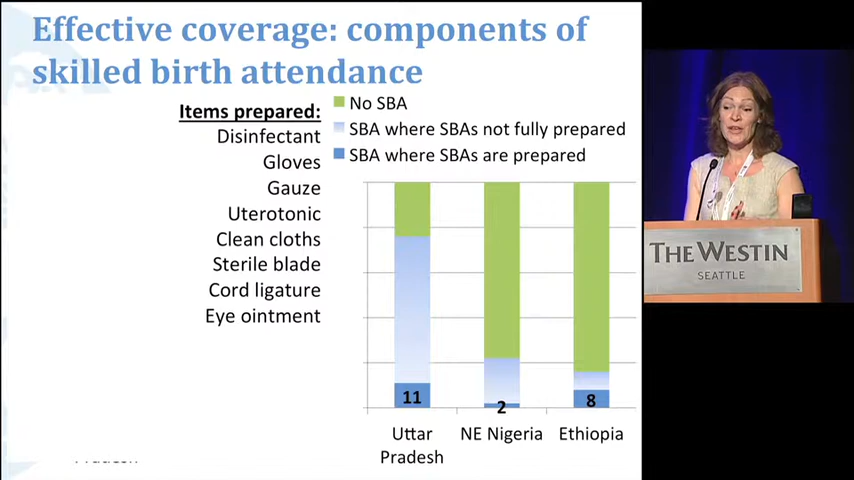 Effective coverage: components of
skilled birth attendance
Items prepared:
Disinfectant
Gloves
Gauze
Uterotonic
Clean cloths
Sterile blade
Cord ligature
Eye ointment
No SBA
SBA where SBAs not fully prepared
SBA where SBAs are prepared
11
2
8
Uttar
Pradesh
NE Nigeria
Ethiopia
THE WESTIN
SEATTLE